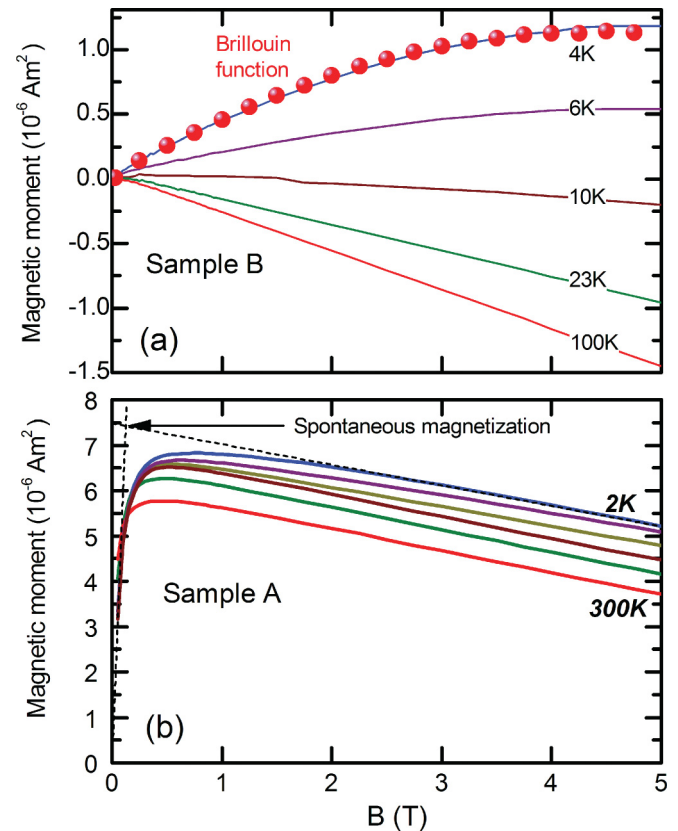 1.0
0.5
0.0
-0.5
-1.0
-1.5
Magnetic moment (10⁻⁶ Am²)
Brillouin
function
4K
6K
10K
23K
100K
Sample B
(a)
8
7
6
5
4
3
2
1
0
Magnetic moment (10⁻⁶ Am²)
Spontaneous magnetization
2K
Sample A
300K
(b)
0 1 2 3 4 5
B (T)